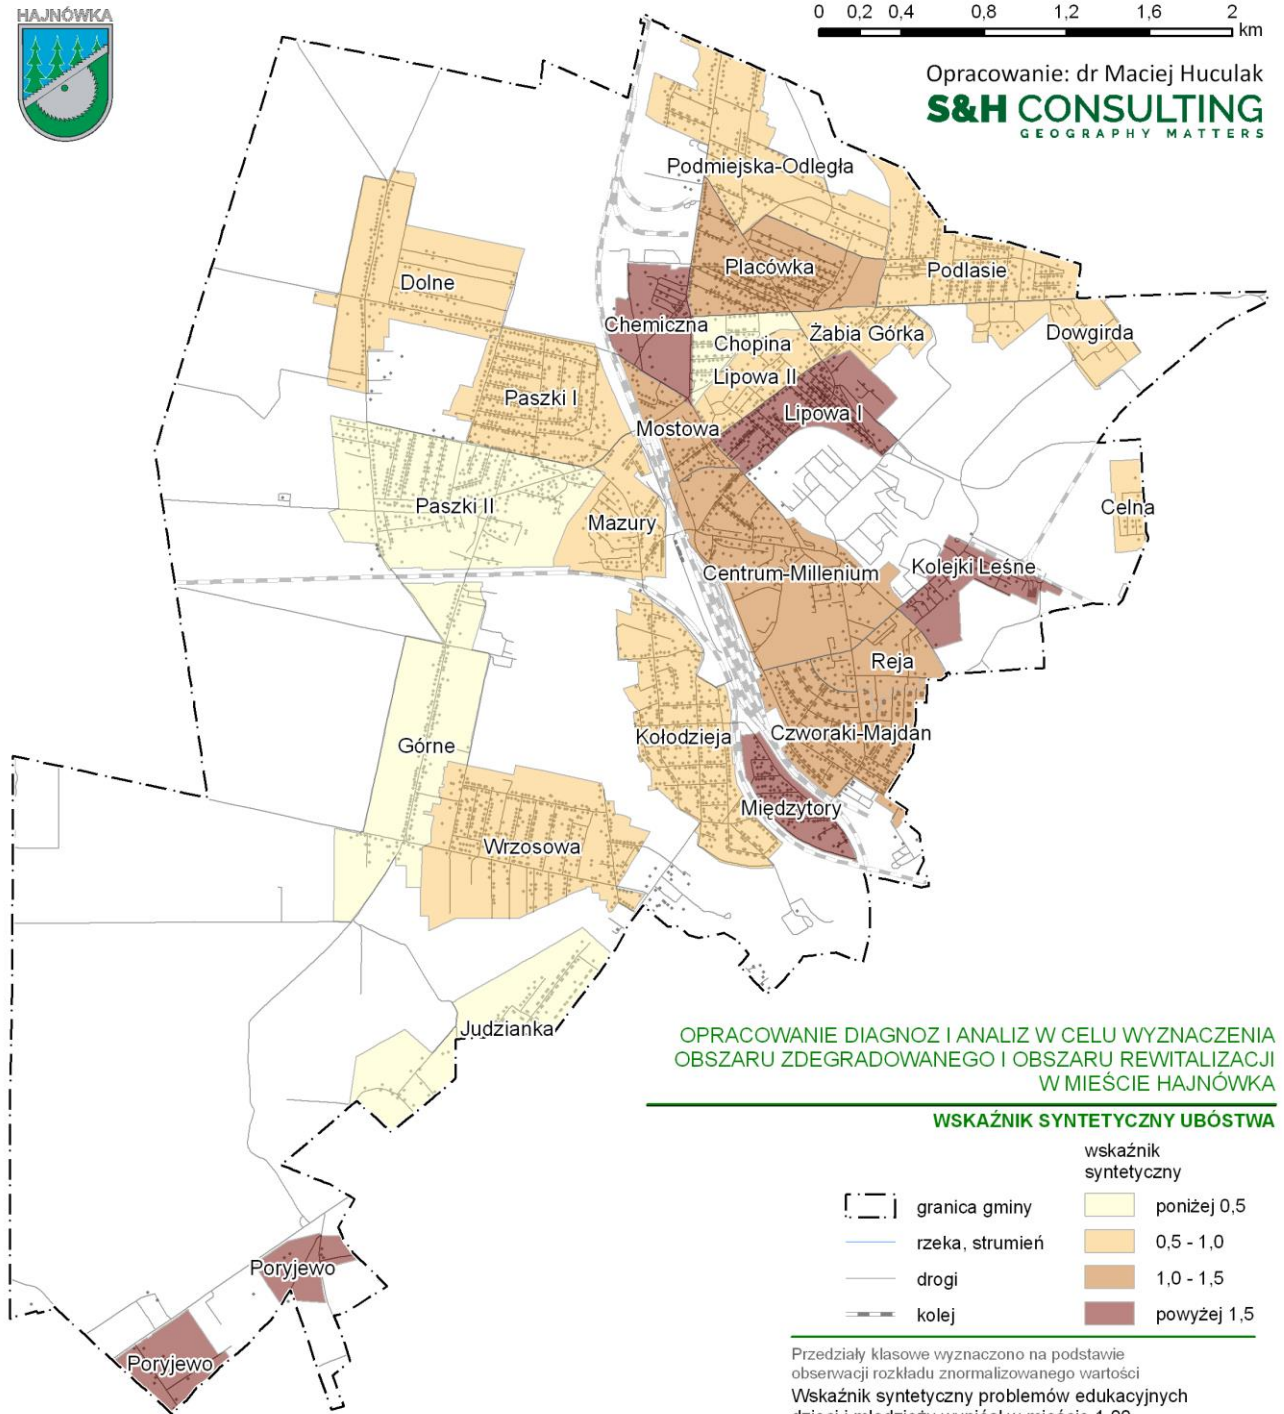 HAJNÓWKA
0 0,2 0,4 0,8 1,2 1,6 2
km
Opracowanie: dr Maciej Huculak
S&H CONSULTING
GEOGRAPHY MATTERS
Podmiejska-Odległa
Placówka
Podlasie
Dolne
Chemiczna
Chopina
Żabia Górka
Dowgirda
Lipowa II
Paszki I
Lipowa I
Mostowa
Paszki II
Mazury
Celna
Centrum-Millenium
Kolejki Leśne
Reja
Górne
Kołodzieja
Czworaki-Majdan
Międzytory
Wrzosowa
Judzianka
Poryjewo
Poryjewo
OPRACOWANIE DIAGNOZ I ANALIZ W CELU WYZNACZENIA
OBSZARU ZDEGRADOWANEGO I OBSZARU REWITALIZACJI
W MIEŚCIE HAJNÓWKA
WSKAŹNIK SYNTETYCZNY UBÓSTWA
granica gminy
rzeka, strumień
drogi
kolej
wskaźnik
syntetyczny
poniżej 0,5
0,5 - 1,0
1,0 - 1,5
powyżej 1,5
Przedziały klasowe wyznaczono na podstawie
obserwacji rozkładu znormalizowanego wartości
Wskaźnik syntetyczny problemów edukacyjnych